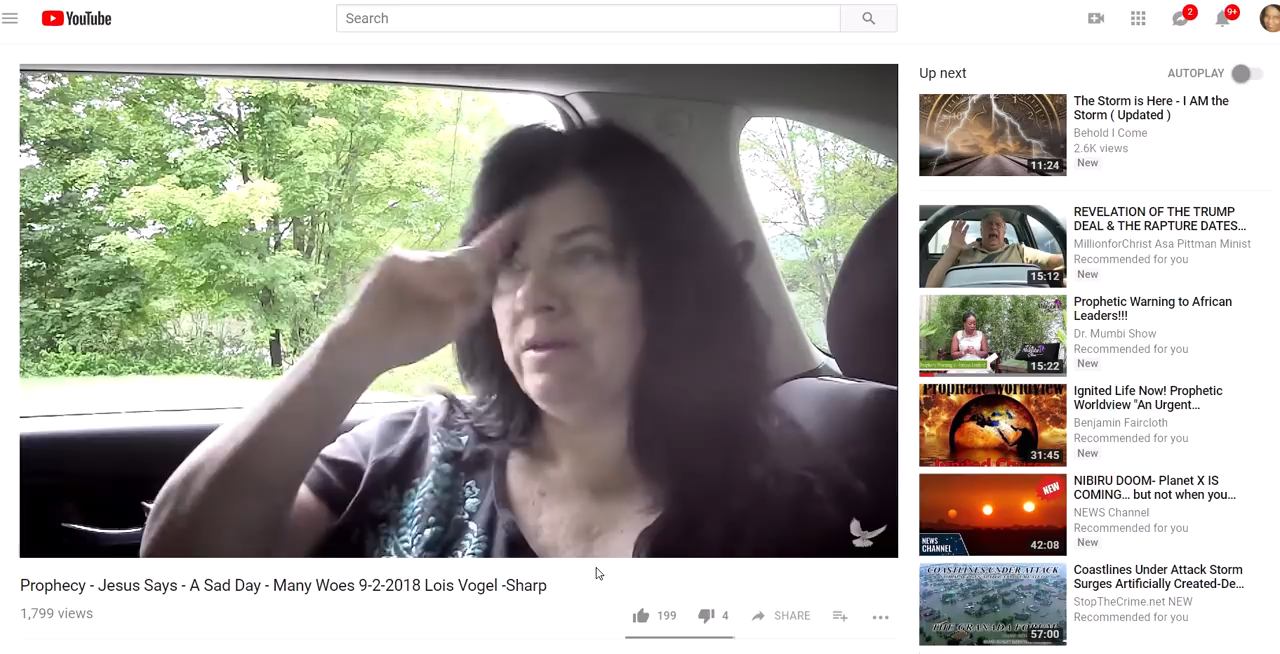 YouTube
Search
2
9+
Up next
AUTOPLAY
The Storm is Here - I AM the
Storm ( Updated )
Behold I Come
2.6K views
New
11:24
REVELATION OF THE TRUMP
DEAL & THE RAPTURE DATES...
MillionforChrist Asa Pittman Minist
Recommended for you
New
15:12
Prophetic Warning to African
Leaders!!!
Dr. Mumbi Show
Recommended for you
New
15:22
Ignited Life Now! Prophetic
Worldview "An Urgent...
Benjamin Faircloth
Recommended for you
New
Prophetic Worldview
31:45
NIBIRU DOOM- Planet X IS
COMING... but not when you...
NEWS Channel
Recommended for you
New
NEW
NEWS
CHANNEL
42:08
Coastlines Under Attack Storm
Surges Artificially Created-De...
StopTheCrime.net NEW
Recommended for you
COASTLINES UNDER ATTACK
57:00
Prophecy - Jesus Says - A Sad Day - Many Woes 9-2-2018 Lois Vogel -Sharp
1,799 views
199
4
SHARE